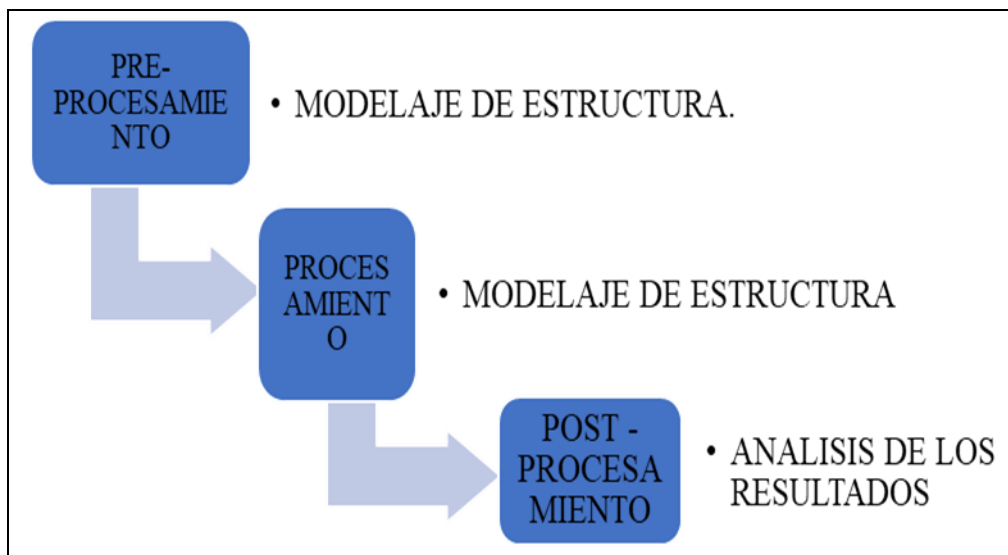 PRE-
PROCESAMIE
NTO
• MODELAJE DE ESTRUCTURA.
PROCES
AMIENT
O
• MODELAJE DE ESTRUCTURA
POST -
PROCESA
MIENTO
• ANALISIS DE LOS
RESULTADOS